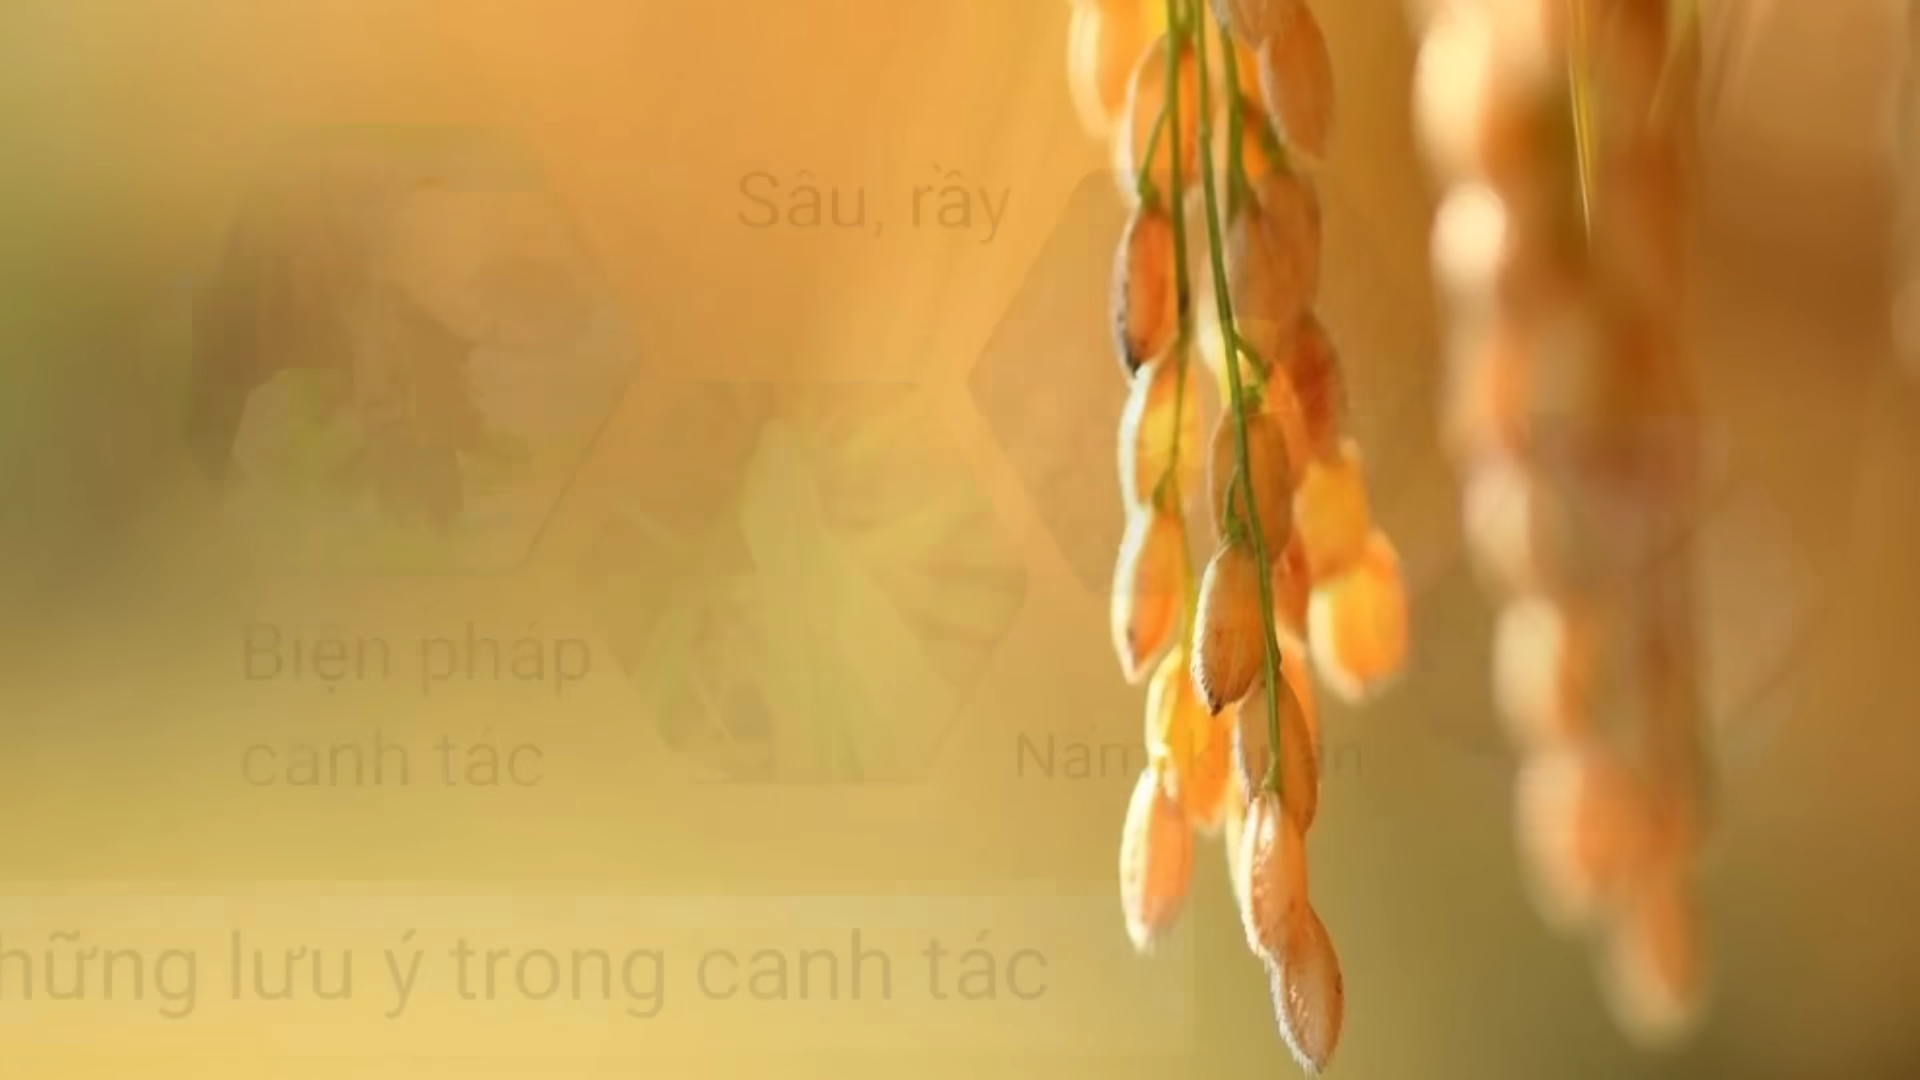 Sâu, rầy
Biện pháp
canh tác
hững lưu ý trong canh tác